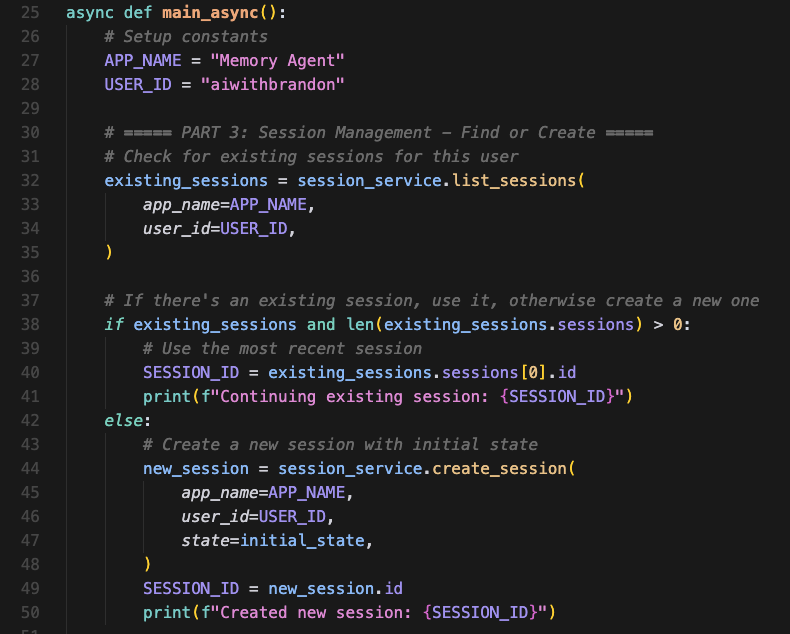 25 async def main_async():
26     # Setup constants
27     APP_NAME = "Memory Agent"
28     USER_ID = "aiwithbrandon"
29
30     # ===== PART 3: Session Management - Find or Create =====
31     # Check for existing sessions for this user
32     existing_sessions = session_service.list_sessions(
33         app_name=APP_NAME,
34         user_id=USER_ID,
35     )
36
37     # If there's an existing session, use it, otherwise create a new one
38     if existing_sessions and len(existing_sessions.sessions) > 0:
39         # Use the most recent session
40         SESSION_ID = existing_sessions.sessions[0].id
41         print(f"Continuing existing session: {SESSION_ID}")
42     else:
43         # Create a new session with initial state
44         new_session = session_service.create_session(
45             app_name=APP_NAME,
46             user_id=USER_ID,
47             state=initial_state,
48         )
49         SESSION_ID = new_session.id
50         print(f"Created new session: {SESSION_ID}")